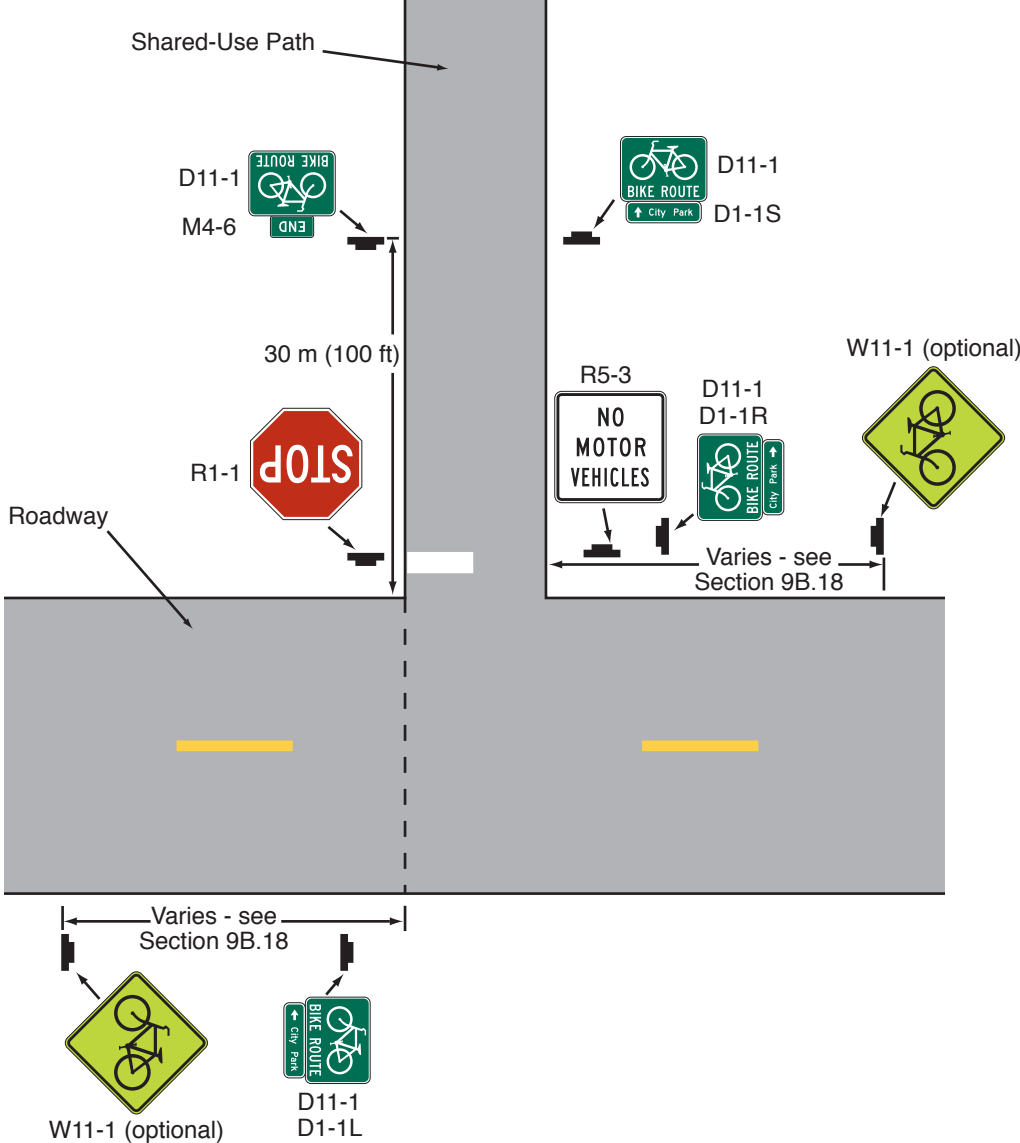 Shared-Use Path
D11-1
M4-6
BIKE ROUTE
END
BIKE ROUTE
↑ City Park
D11-1
D1-1S
30 m (100 ft)
R1-1
STOP
R5-3
NO
MOTOR
VEHICLES
D11-1
D1-1R
BIKE ROUTE
City Park →
W11-1 (optional)
Varies - see
Section 9B.18
Roadway
Varies - see
Section 9B.18
W11-1 (optional)
BIKE ROUTE
← City Park
D11-1
D1-1L